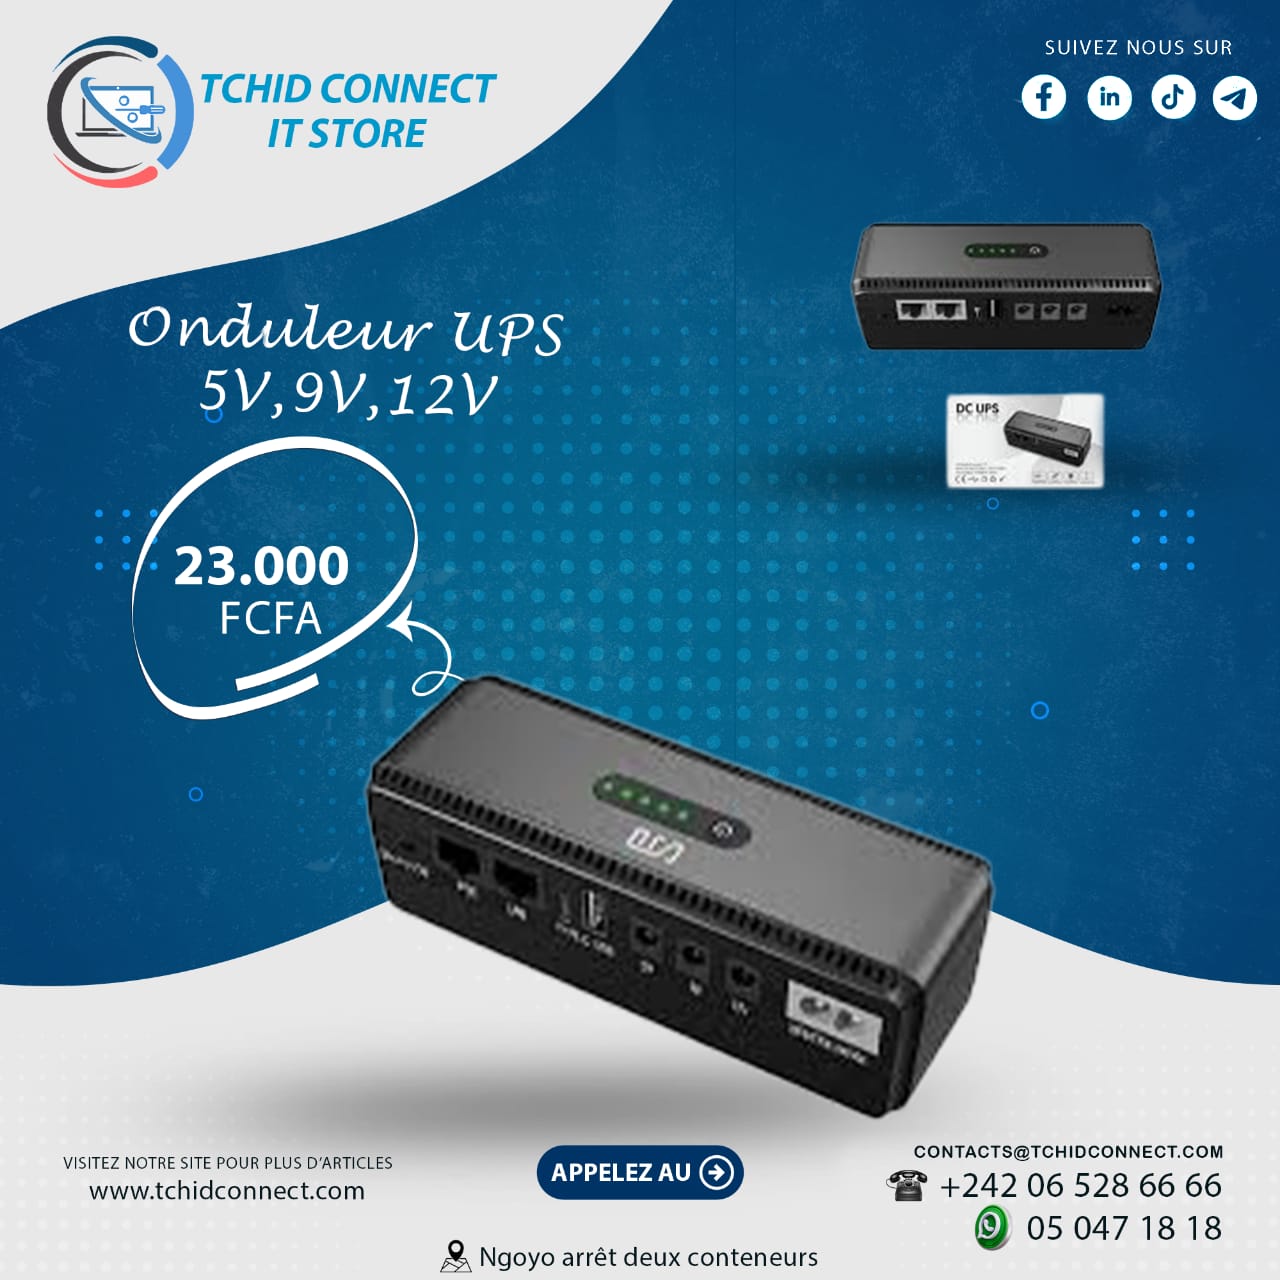 TCHID CONNECT
IT STORE
SUIVEZ NOUS SUR
Onduleur UPS
5V,9V,12V
DC UPS
23.000
FCFA
VISITEZ NOTRE SITE POUR PLUS D’ARTICLES
www.tchidconnect.com
APPELEZ AU
CONTACTS@TCHIDCONNECT.COM
+242 06 528 66 66
05 047 18 18
Ngoyo arrêt deux conteneurs